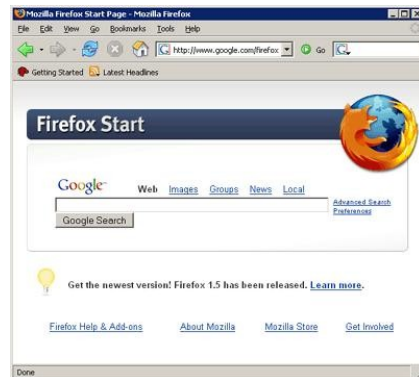 Mozilla Firefox Start Page - Mozilla Firefox
File Edit View Go Bookmarks Tools Help
http://www.google.com/firefox Go
Getting Started Latest Headlines
Firefox Start
Google™ Web Images Groups News Local
Advanced Search
Preferences
Google Search
Get the newest version! Firefox 1.5 has been released. Learn more.
Firefox Help & Add-ons About Mozilla Mozilla Store Get Involved
Done